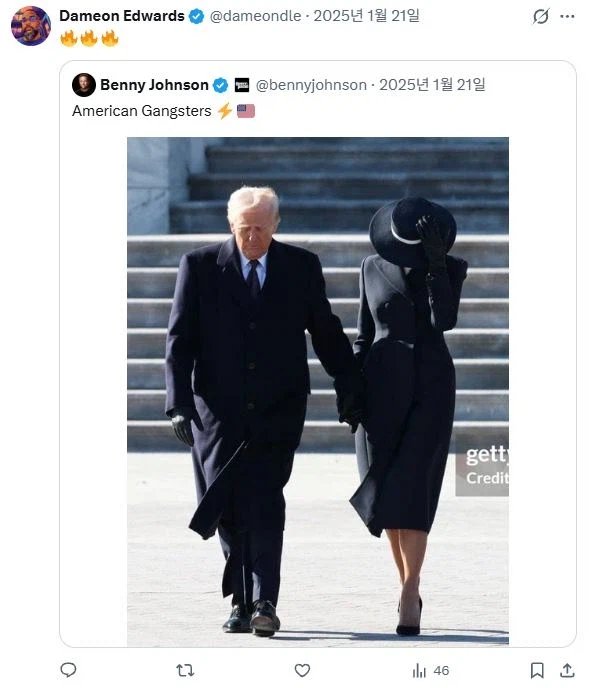 Dameon Edwards @dameondle · 2025년 1월 21일
🔥🔥🔥
Benny Johnson @bennyjohnson · 2025년 1월 21일
American Gangsters ⚡🇺🇸
getty
Credit
46